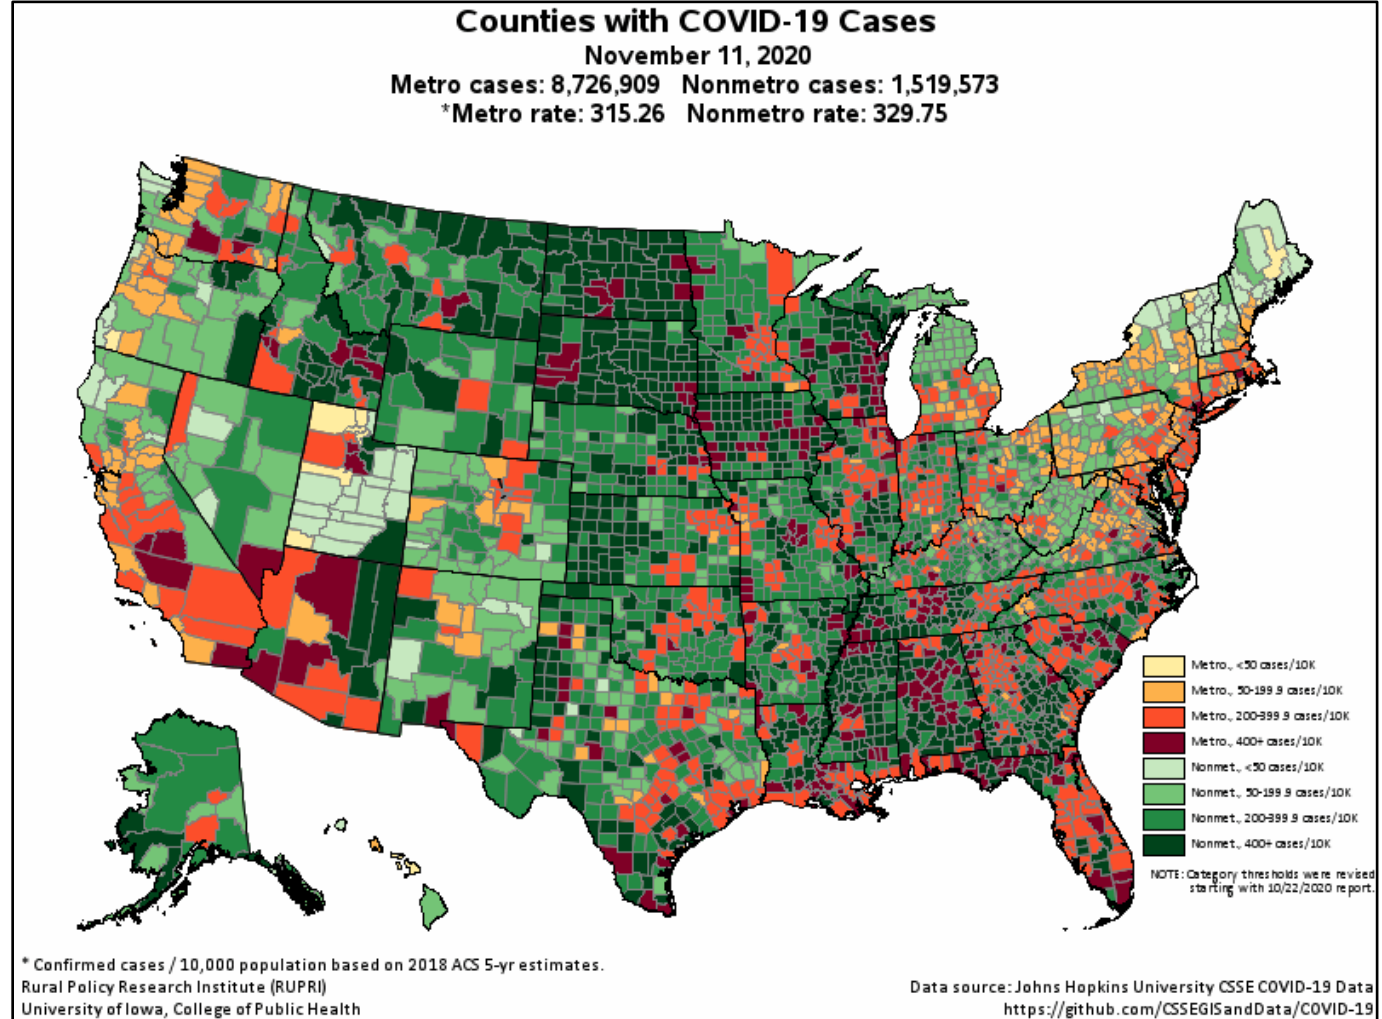 Counties with COVID-19 Cases
November 11, 2020
Metro cases: 8,726,909 Nonmetro cases: 1,519,573
*Metro rate: 315.26 Nonmetro rate: 329.75
Metro., <50 cases/10K
Metro., 50-199.9 cases/10K
Metro., 200-399.9 cases/10K
Metro., 400+ cases/10K
Nonmet., <50 cases/10K
Nonmet., 50-199.9 cases/10K
Nonmet., 200-399.9 cases/10K
Nonmet., 400+ cases/10K
NOTE: Category thresholds were revised
starting with 10/22/2020 report.
* Confirmed cases / 10,000 population based on 2018 ACS 5-yr estimates.
Rural Policy Research Institute (RUPRI)
University of Iowa, College of Public Health
Data source: Johns Hopkins University CSSE COVID-19 Data
https://github.com/CSSEGISandData/COVID-19